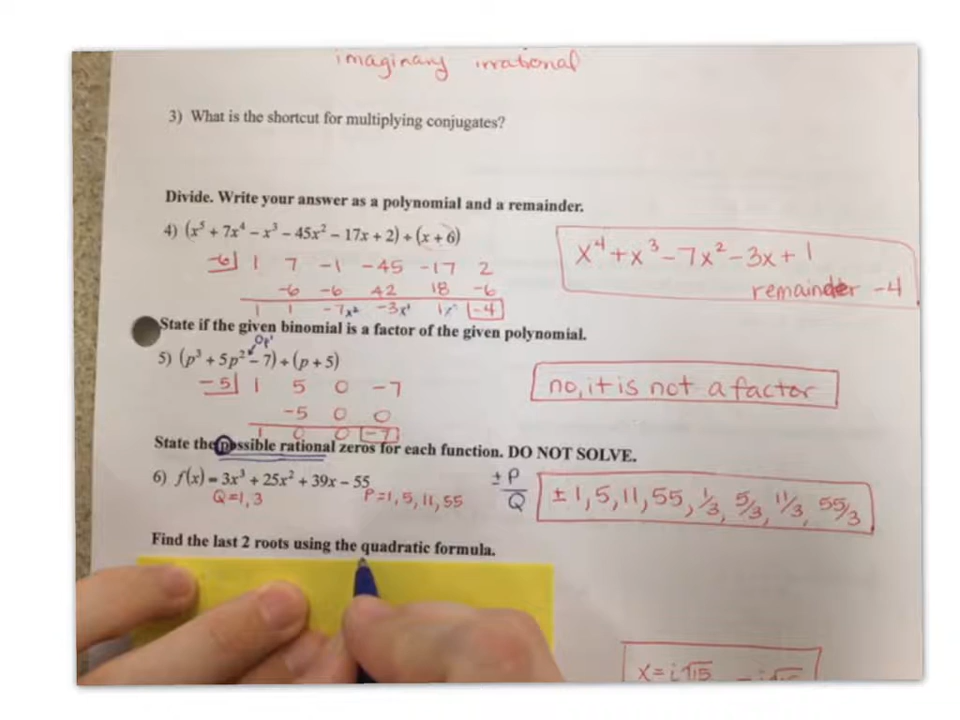 imaginary irrational
3) What is the shortcut for multiplying conjugates?
Divide. Write your answer as a polynomial and a remainder.
4) (x⁵ + 7x⁴ − x³ − 45x² − 17x + 2) ÷ (x + 6)
-6| 1 7 -1 -45 -17 2
-6 -6 42 18 -6
1 1 -7x² -3x¹ 1x⁰ -4
x⁴+x³-7x²-3x+1
remainder -4
State if the given binomial is a factor of the given polynomial.
0p¹
5) (p³ + 5p² − 7) ÷ (p + 5)
-5| 1 5 0 -7
-5 0 0
1 0 0 -7
no, it is not a factor
State the possible rational zeros for each function. DO NOT SOLVE.
6) f(x) = 3x³ + 25x² + 39x − 55
Q=1,3 P=1,5,11,55
±P/Q
±1,5,11,55,1/3,5/3,11/3,55/3
Find the last 2 roots using the quadratic formula.
x=i√15